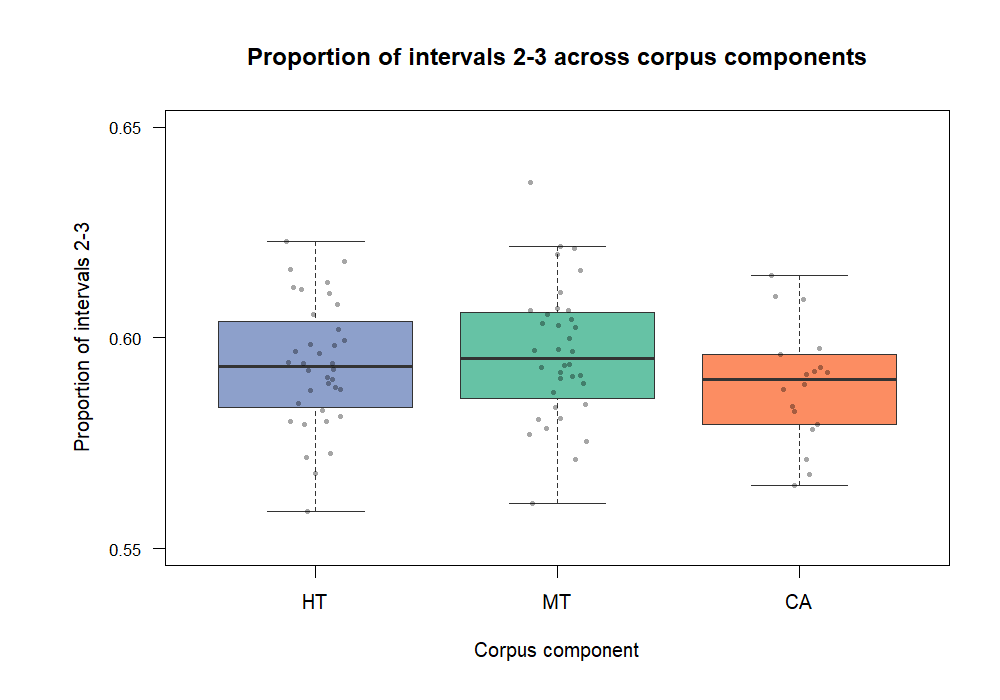 Proportion of intervals 2-3 across corpus components
Proportion of intervals 2-3
0.65
0.60
0.55
HT
MT
CA
Corpus component